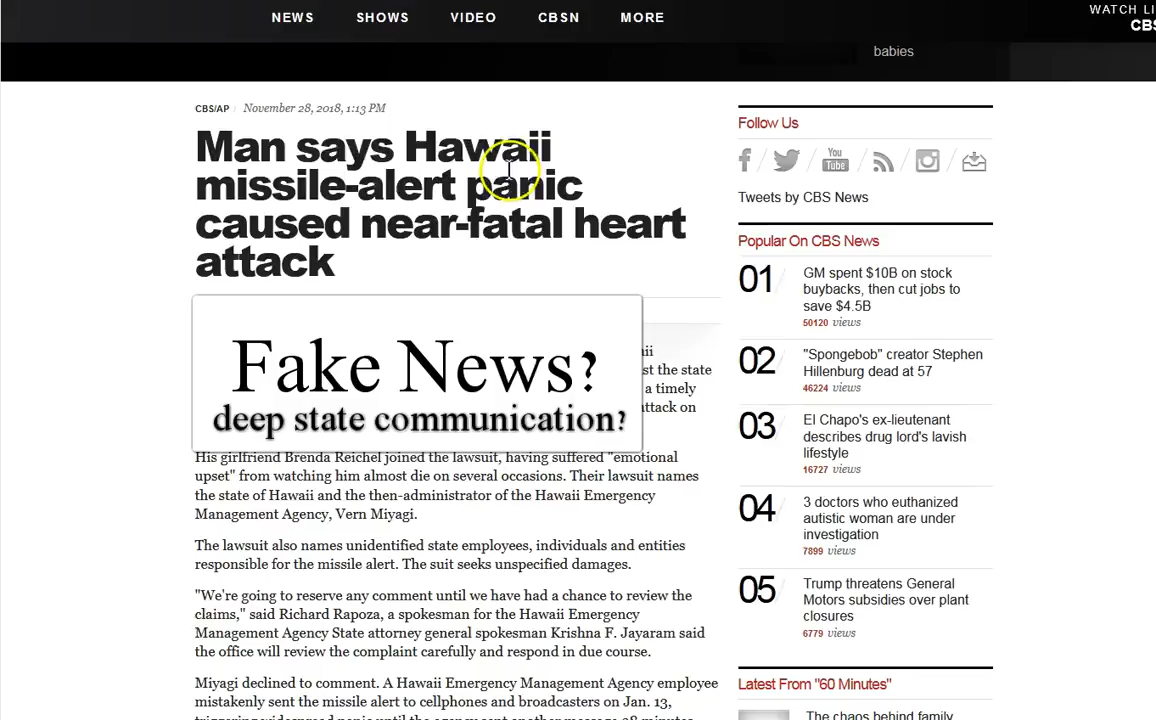 NEWS SHOWS VIDEO CBSN MORE
WATCH LI
CBS
babies
CBS/AP / November 28, 2018, 1:13 PM
Man says Hawaii
missile-alert panic
caused near-fatal heart
attack
Fake News?
deep state communication?
ii
st the state
a timely
ttack on
His girlfriend Brenda Reichel joined the lawsuit, having suffered "emotional
upset" from watching him almost die on several occasions. Their lawsuit names
the state of Hawaii and the then-administrator of the Hawaii Emergency
Management Agency, Vern Miyagi.
The lawsuit also names unidentified state employees, individuals and entities
responsible for the missile alert. The suit seeks unspecified damages.
"We're going to reserve any comment until we have had a chance to review the
claims," said Richard Rapoza, a spokesman for the Hawaii Emergency
Management Agency State attorney general spokesman Krishna F. Jayaram said
the office will review the complaint carefully and respond in due course.
Miyagi declined to comment. A Hawaii Emergency Management Agency employee
mistakenly sent the missile alert to cellphones and broadcasters on Jan. 13,
Follow Us
You
Tube
Tweets by CBS News
Popular On CBS News
01 GM spent $10B on stock
buybacks, then cut jobs to
save $4.5B
50120 views
02 "Spongebob" creator Stephen
Hillenburg dead at 57
46224 views
03 El Chapo's ex-lieutenant
describes drug lord's lavish
lifestyle
16727 views
04 3 doctors who euthanized
autistic woman are under
investigation
7899 views
05 Trump threatens General
Motors subsidies over plant
closures
6779 views
Latest From "60 Minutes"
The chaos behind family